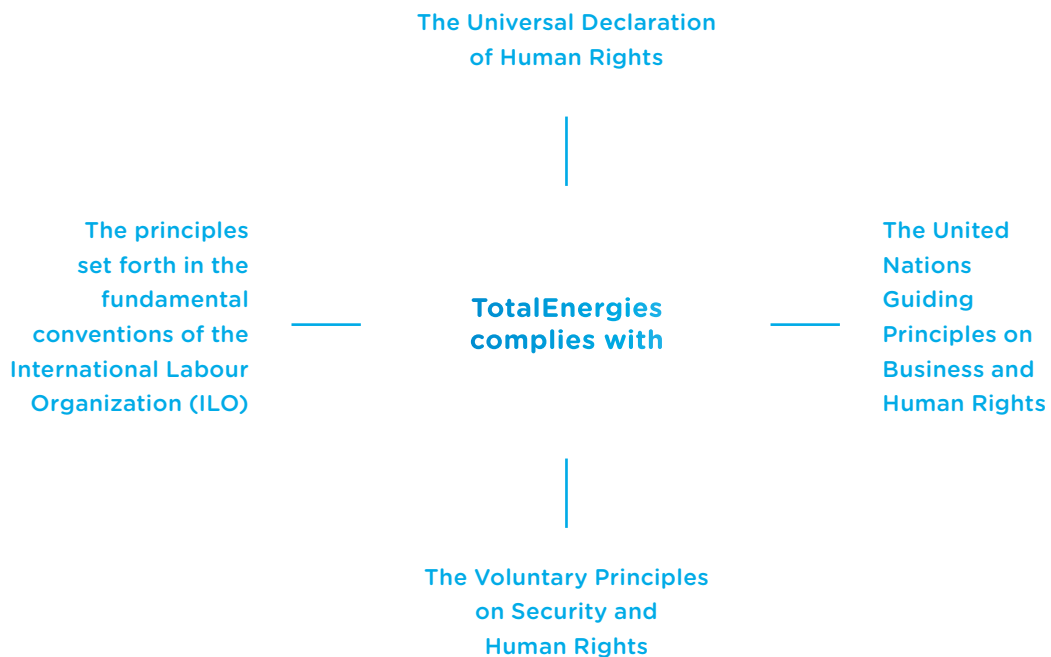 The Universal Declaration
of Human Rights
The principles
set forth in the
fundamental
conventions of the
International Labour
Organization (ILO)
TotalEnergies
complies with
The United
Nations
Guiding
Principles on
Business and
Human Rights
The Voluntary Principles
on Security and
Human Rights